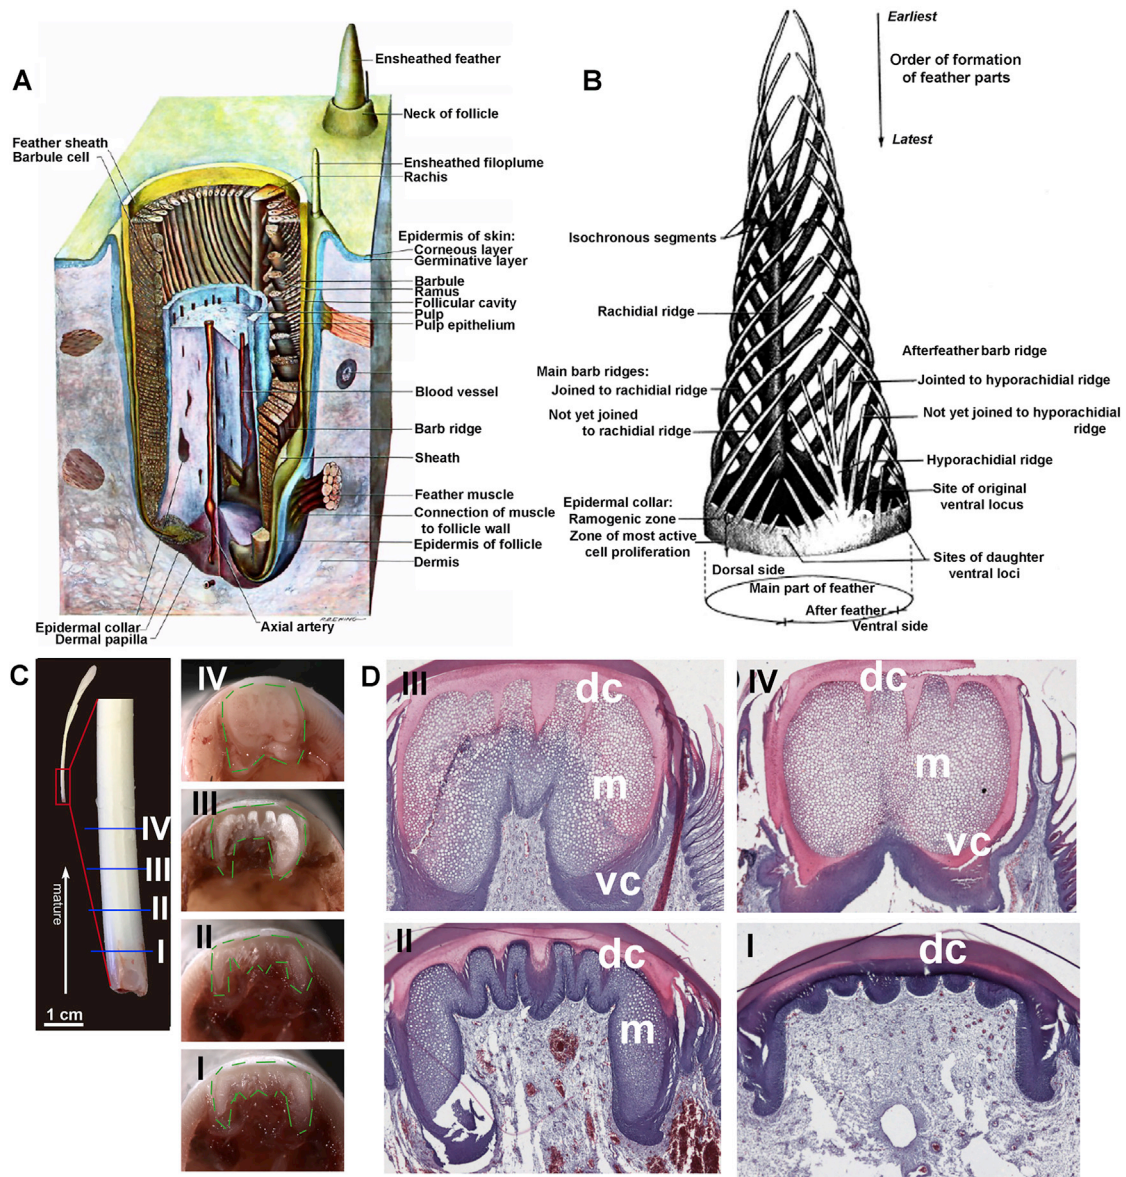 A
Ensheathed feather
Neck of follicle
Feather sheath
Barbule cell
Ensheathed filoplume
Rachis
Epidermis of skin:
Corneous layer
Germinative layer
Barbule
Ramus
Follicular cavity
Pulp
Pulp epithelium
Blood vessel
Barb ridge
Sheath
Feather muscle
Connection of muscle
to follicle wall
Epidermis of follicle
Dermis
Epidermal collar
Dermal papilla
Axial artery
B
Earliest
Order of formation
of feather parts
Latest
Isochronous segments
Rachidial ridge
Afterfeather barb ridge
Main barb ridges:
Joined to rachidial ridge
Jointed to hyporachidial ridge
Not yet joined
to rachidial ridge
Not yet joined to hyporachidial
ridge
Hyporachidial ridge
Epidermal collar:
Ramogenic zone
Zone of most active
cell proliferation
Site of original
ventral locus
Sites of daughter
ventral loci
Dorsal side
Main part of feather
After feather
Ventral side
C
IV
III
II
I
mature
1 cm
IV
III
II
I
D
III
dc
m
vc
IV
dc
m
vc
II
dc
m
I
dc